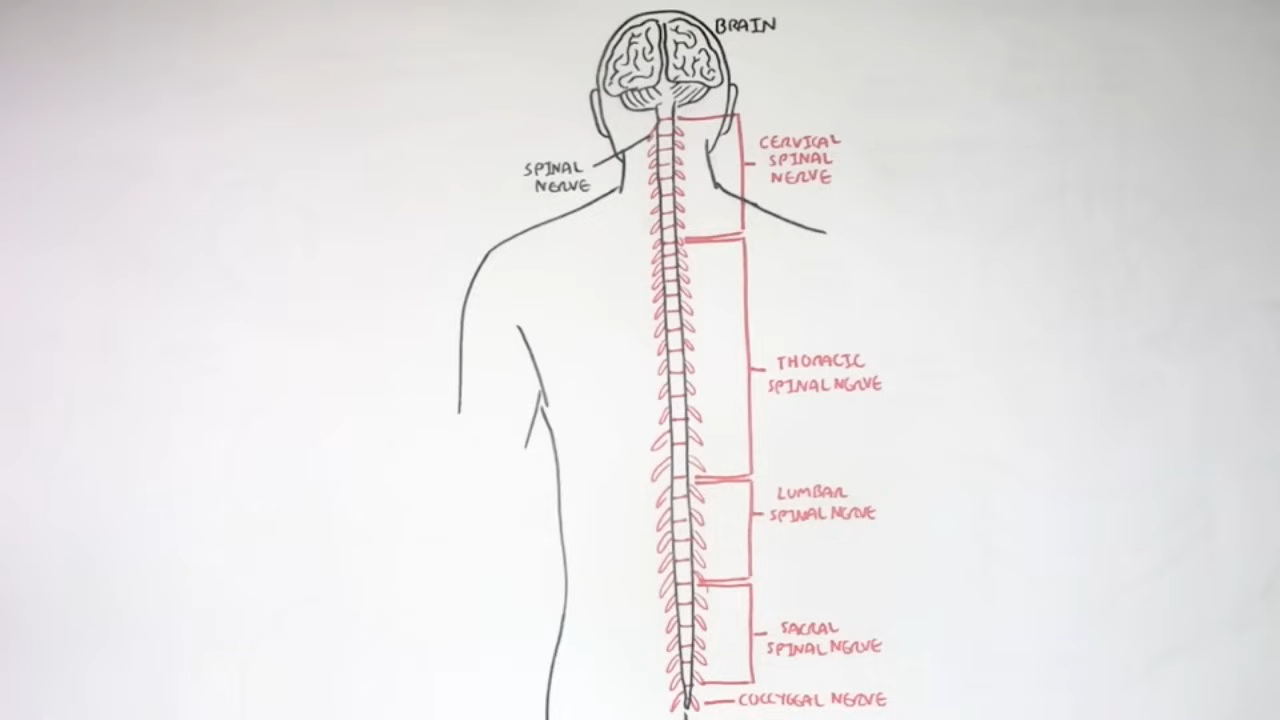 BRAIN
CERVICAL
SPINAL
NERVE
SPINAL
NERVE
THORACIC
SPINAL NERVE
LUMBAR
SPINAL NERVE
SACRAL
SPINAL NERVE
COCCYGEAL NERVE